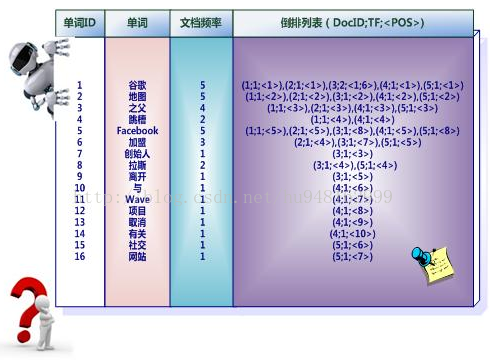 单词ID 单词 文档频率 倒排列表（DocID;TF;<POS>）
1 谷歌 5 (1;1;<1>),(2;1;<1>),(3;2;<1;6>),(4;1;<1>),(5;1;<1>)
2 地图 5 (1;1;<2>),(2;1;<2>),(3;1;<2>),(4;1;<2>),(5;1;<2>)
3 之父 4 (1;1;<3>),(2;1;<3>),(4;1;<3>),(5;1;<3>)
4 跳槽 2 (1;1;<4>),(4;1;<4>)
5 Facebook 5 (1;1;<5>),(2;1;<5>),(3;1;<8>),(4;1;<5>),(5;1;<8>)
6 加盟 3 (2;1;<4>),(3;1;<7>),(5;1;<5>)
7 创始人 1 (3;1;<3>)
8 拉斯 2 (3;1;<4>),(5;1;<4>)
9 离开 1 (3;1;<5>)
10 与 1 (4;1;<6>)
11 Wave 1 (4;1;<7>)
12 项目 1 (4;1;<8>)
13 取消 1 (4;1;<9>)
14 有关 1 (4;1;<10>)
15 社交 1 (5;1;<6>)
16 网站 1 (5;1;<7>)